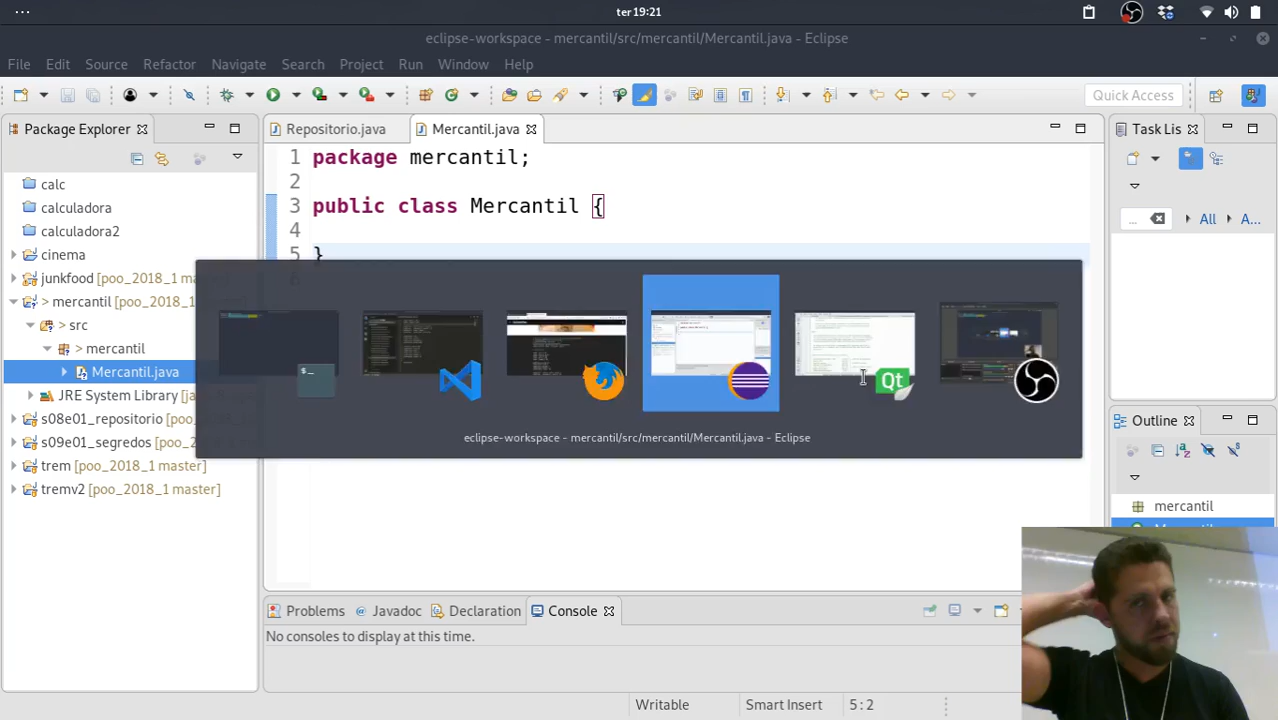 ter 19:21
eclipse-workspace - mercantil/src/mercantil/Mercantil.java - Eclipse
File Edit Source Refactor Navigate Search Project Run Window Help
Quick Access
Package Explorer
Repositorio.java
Mercantil.java
Task Lis
1 package mercantil;
2
3 public class Mercantil {
4
5 }
calc
calculadora
calculadora2
cinema
junkfood [poo_2018_1 master]
> mercantil [poo_2018_1
> src
> mercantil
Mercantil.java
JRE System Library [
s08e01_repositorio
s09e01_segredos
trem [poo_2018_1 master]
tremv2 [poo_2018_1 master]
... All A...
$_
Qt
eclipse-workspace - mercantil/src/mercantil/Mercantil.java - Eclipse
Outline
mercantil
Problems Javadoc Declaration Console
No consoles to display at this time.
Writable Smart Insert 5 : 2